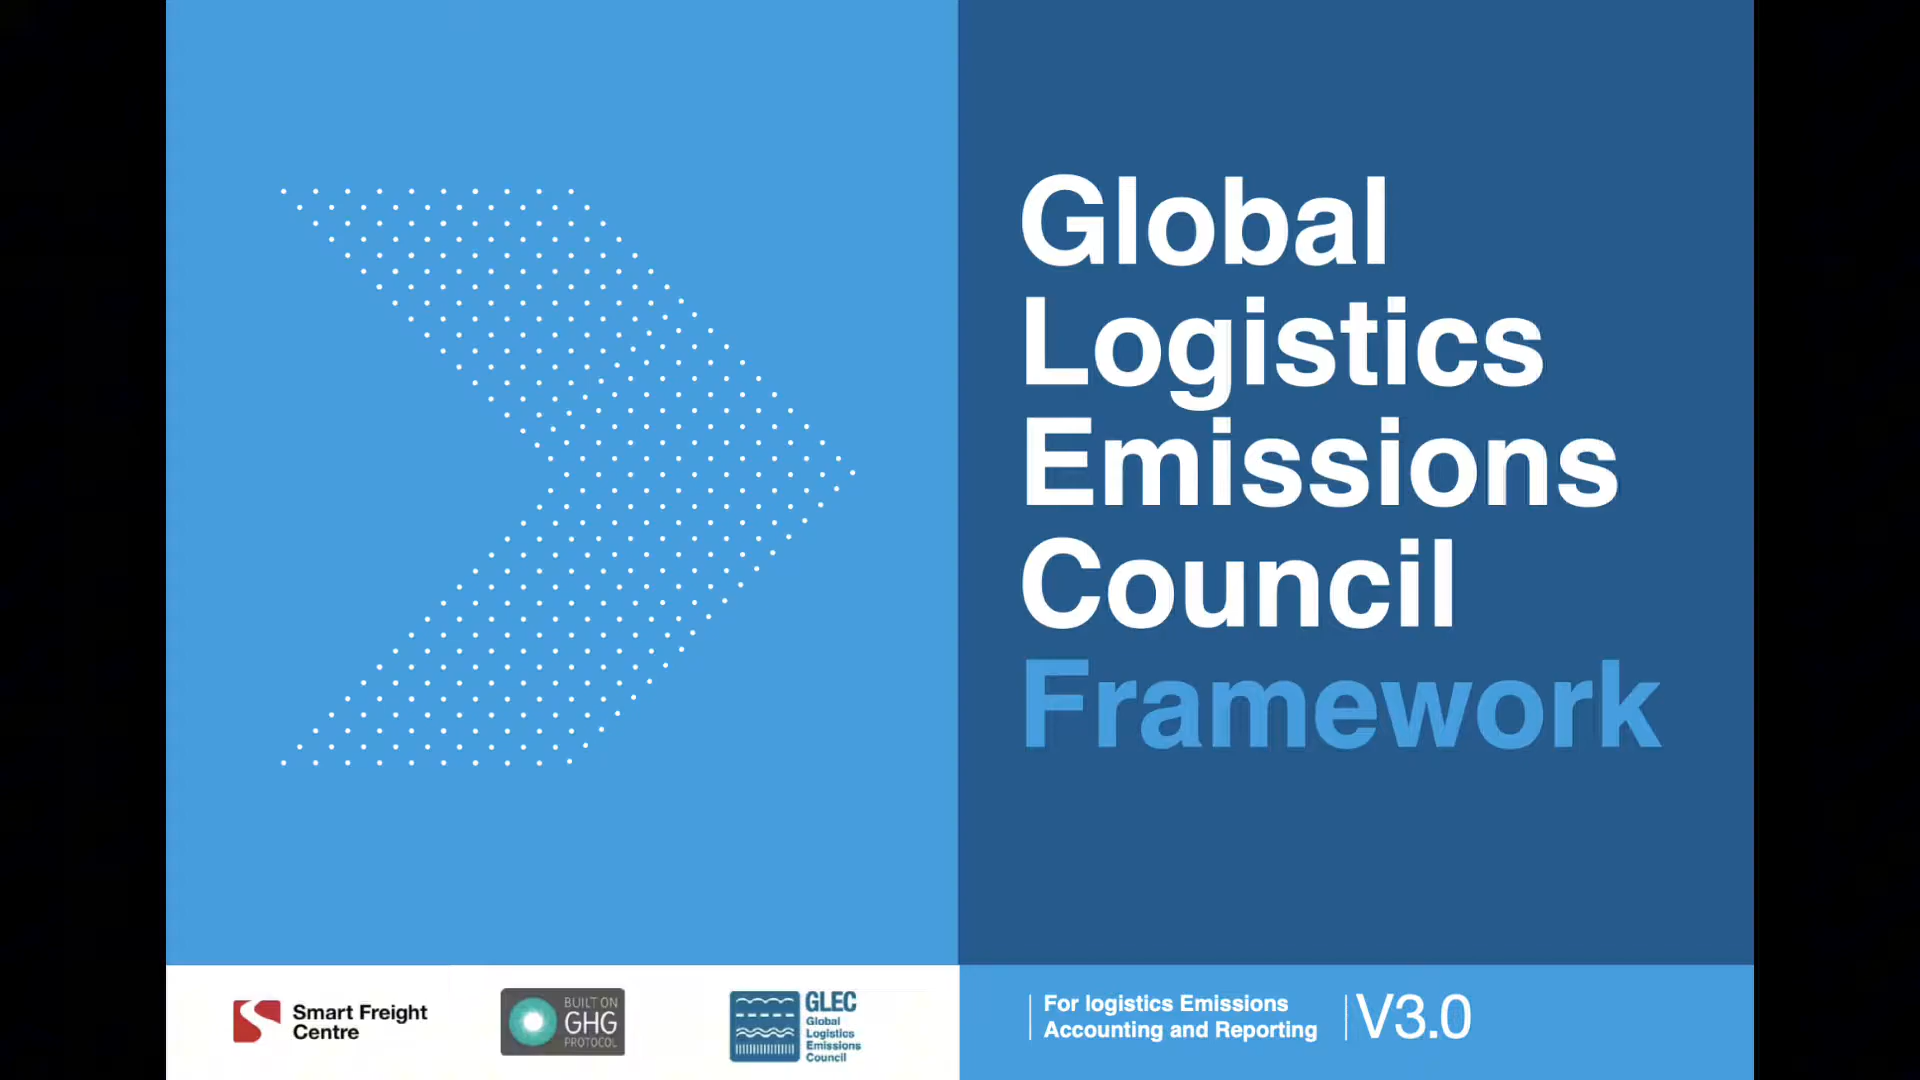 Global
Logistics
Emissions
Council
Framework
Smart Freight
Centre
BUILT ON
GHG
PROTOCOL
GLEC
Global
Logistics
Emissions
Council
For logistics Emissions
Accounting and Reporting
V3.0